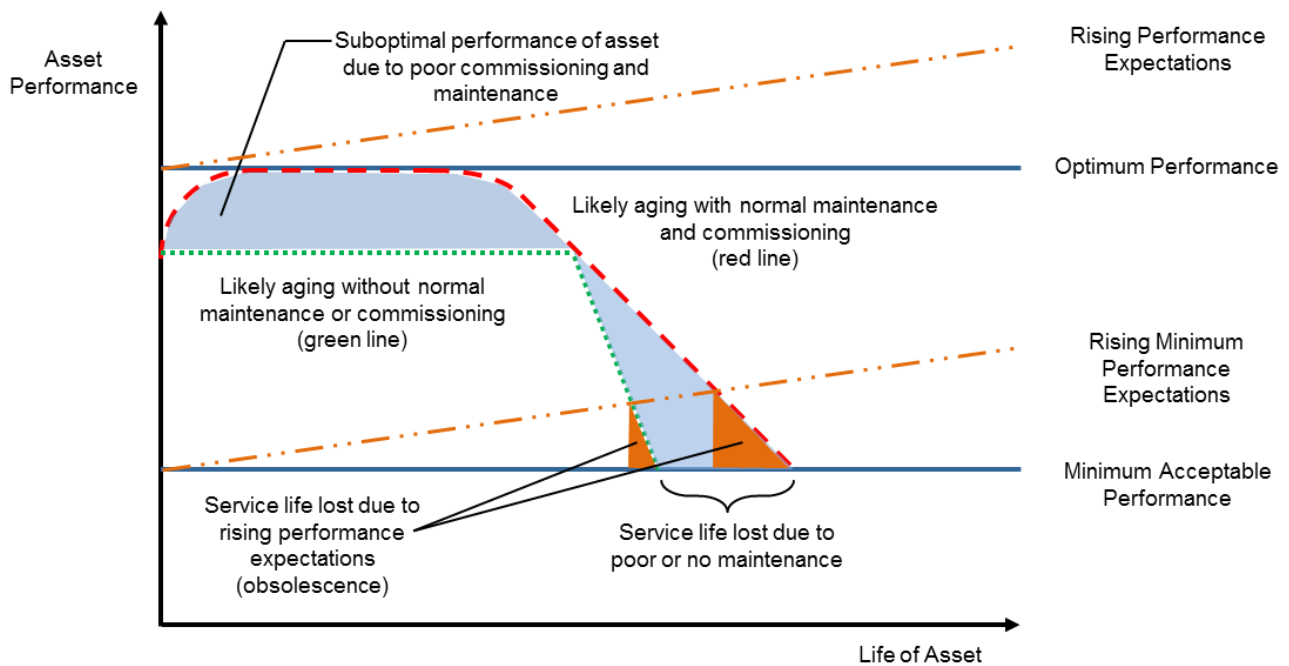 Asset
Performance
Suboptimal performance of asset
due to poor commissioning and
maintenance
Rising Performance
Expectations
Optimum Performance
Likely aging with normal maintenance
and commissioning
(red line)
Likely aging without normal
maintenance or commissioning
(green line)
Rising Minimum
Performance
Expectations
Minimum Acceptable
Performance
Service life lost due to
rising performance
expectations
(obsolescence)
Service life lost due to
poor or no maintenance
Life of Asset